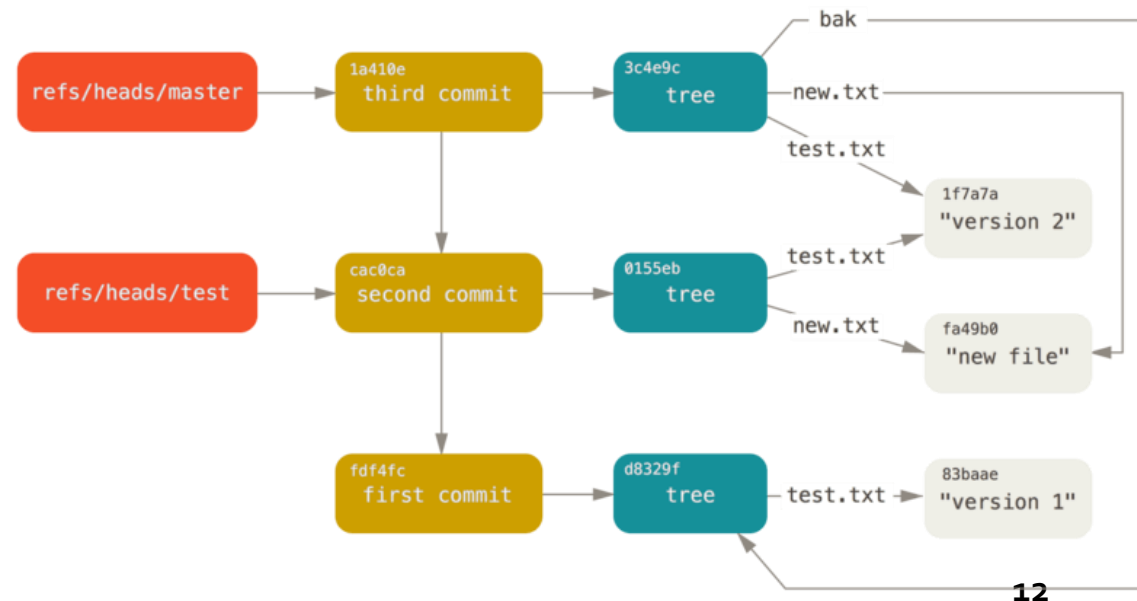 bak
refs/heads/master
1a410e
third commit
3c4e9c
tree
new.txt
test.txt
1f7a7a
"version 2"
refs/heads/test
cac0ca
second commit
0155eb
tree
test.txt
new.txt
fa49b0
"new file"
fdf4fc
first commit
d8329f
tree
test.txt
83baae
"version 1"
12